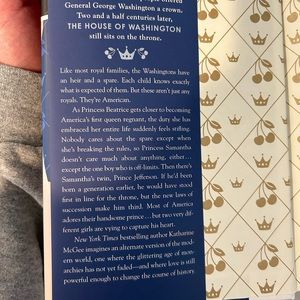 offered
General George Washington a crown.
Two and a half centuries later,
THE HOUSE OF WASHINGTON
still sits on the throne.
Like most royal families, the Washingtons have
an heir and a spare. Each child knows exactly
what is expected of them. But these aren't just any
royals. They're American.
As Princess Beatrice gets closer to becoming
America's first queen regnant, the duty she has
embraced her entire life suddenly feels stifling.
Nobody cares about the spare except when
she's breaking the rules, so Princess Samantha
doesn't care much about anything, either...
except the one boy who is off-limits. Then there's
Samantha's twin, Prince Jefferson. If he'd been
born a generation earlier, he would have stood
first in line for the throne, but the new laws of
succession make him third. Most of America
adores their handsome prince...but two very dif-
ferent girls are vying to capture his heart.
New York Times bestselling author Katharine
McGee imagines an alternate version of the mod-
ern world, one where the glittering age of mon-
archies has not yet faded—and where love is still
powerful enough to change the course of history.